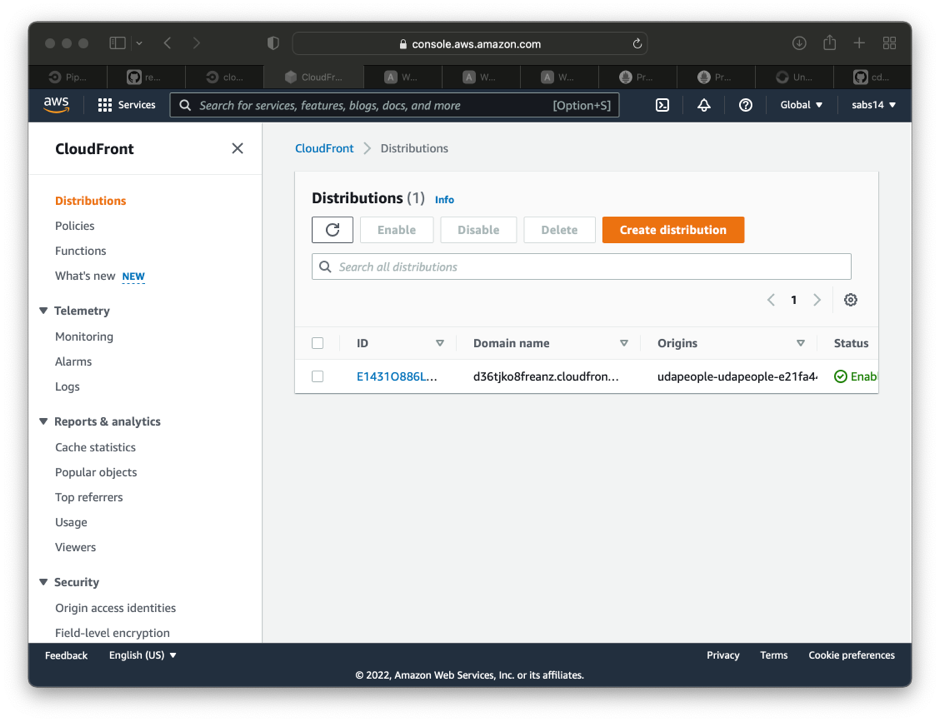 console.aws.amazon.com
Pip...
re...
clo...
CloudFr...
W...
W...
W...
Pr...
Pr...
Un...
cd...
aws
Services
Search for services, features, blogs, docs, and more
[Option+S]
Global
sabs14
CloudFront
Distributions
Policies
Functions
What's new NEW
Telemetry
Monitoring
Alarms
Logs
Reports & analytics
Cache statistics
Popular objects
Top referrers
Usage
Viewers
Security
Origin access identities
Field-level encryption
CloudFront > Distributions
Distributions (1) Info
Enable
Disable
Delete
Create distribution
Search all distributions
1
ID
Domain name
Origins
Status
E1431O886L...
d36tjko8freanz.cloudfron...
udapeople-udapeople-e21fa4
Enab
Feedback
English (US)
Privacy
Terms
Cookie preferences
© 2022, Amazon Web Services, Inc. or its affiliates.